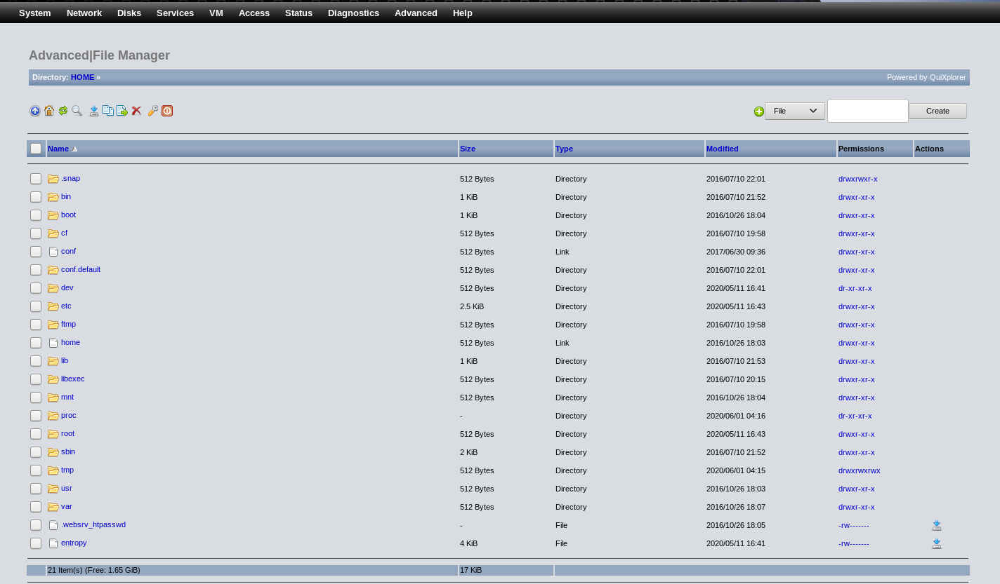 System Network Disks Services VM Access Status Diagnostics Advanced Help
Advanced|File Manager
Directory: HOME » Powered by QuiXplorer
File Create
Name Size Type Modified Permissions Actions
.snap 512 Bytes Directory 2016/07/10 22:01 drwxrwxr-x
bin 1 KiB Directory 2016/07/10 21:52 drwxr-xr-x
boot 1 KiB Directory 2016/10/26 18:04 drwxr-xr-x
cf 512 Bytes Directory 2016/07/10 19:58 drwxr-xr-x
conf 512 Bytes Link 2017/06/30 09:36 drwxr-xr-x
conf.default 512 Bytes Directory 2016/07/10 22:01 drwxr-xr-x
dev 512 Bytes Directory 2020/05/11 16:41 dr-xr-xr-x
etc 2.5 KiB Directory 2020/05/11 16:43 drwxr-xr-x
ftmp 512 Bytes Directory 2016/07/10 19:58 drwxr-xr-x
home 512 Bytes Link 2016/10/26 18:03 drwxr-xr-x
lib 1 KiB Directory 2016/07/10 21:53 drwxr-xr-x
libexec 512 Bytes Directory 2016/07/10 20:15 drwxr-xr-x
mnt 512 Bytes Directory 2016/10/26 18:04 drwxr-xr-x
proc - Directory 2020/06/01 04:16 dr-xr-xr-x
root 512 Bytes Directory 2020/05/11 16:43 drwxr-xr-x
sbin 2 KiB Directory 2016/07/10 21:52 drwxr-xr-x
tmp 512 Bytes Directory 2020/06/01 04:15 drwxrwxrwx
usr 512 Bytes Directory 2016/10/26 18:03 drwxr-xr-x
var 512 Bytes Directory 2016/10/26 18:07 drwxr-xr-x
.websrv_htpasswd - File 2016/10/26 18:05 -rw-------
entropy 4 KiB File 2020/05/11 16:41 -rw-------
21 Item(s) (Free: 1.65 GiB) 17 KiB